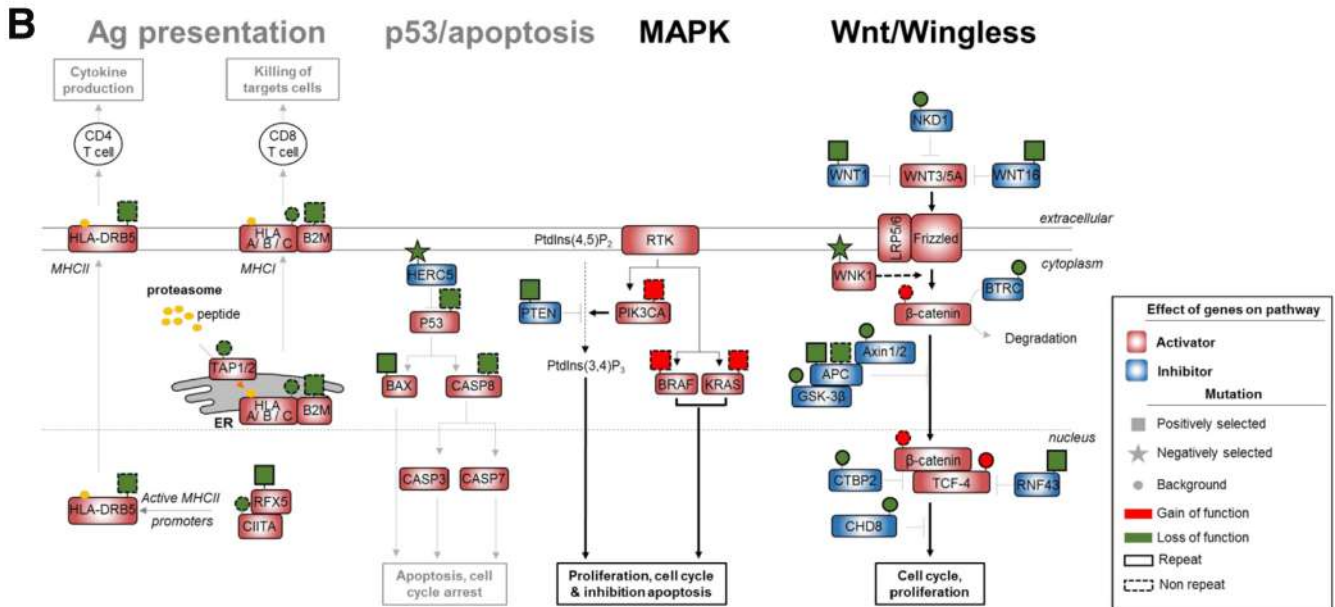 B
Ag presentation
p53/apoptosis
MAPK
Wnt/Wingless
Cytokine
production
Killing of
targets cells
CD4
T cell
CD8
T cell
HLA-DRB5
HLA
A/ B / C
B2M
MHCII
MHCI
proteasome
peptide
TAP1/2
HLA
A/ B / C
B2M
ER
HLA-DRB5
Active MHCII
promoters
RFX5
CIITA
HERC5
P53
BAX
CASP8
CASP3
CASP7
Apoptosis, cell
cycle arrest
PtdIns(4,5)P2
RTK
PTEN
PIK3CA
PtdIns(3,4)P3
BRAF
KRAS
Proliferation, cell cycle
& inhibition apoptosis
NKD1
WNT1
WNT3/5A
WNT16
extracellular
LRP5/6
Frizzled
cytoplasm
WNK1
BTRC
β-catenin
Degradation
Axin1/2
APC
GSK-3β
nucleus
β-catenin
CTBP2
TCF-4
RNF43
CHD8
Cell cycle,
proliferation
Effect of genes on pathway
Activator
Inhibitor
Mutation
Positively selected
Negatively selected
Background
Gain of function
Loss of function
Repeat
Non repeat